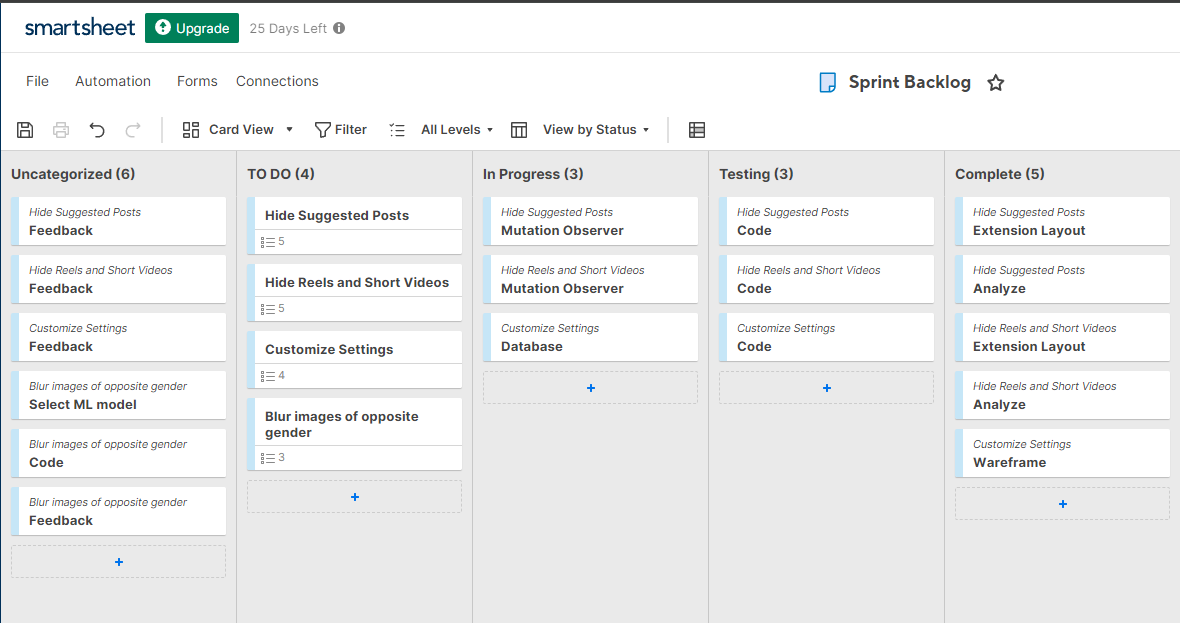 smartsheet Upgrade 25 Days Left
File Automation Forms Connections Sprint Backlog
Card View Filter All Levels View by Status
Uncategorized (6)
Hide Suggested Posts
Feedback
Hide Reels and Short Videos
Feedback
Customize Settings
Feedback
Blur images of opposite gender
Select ML model
Blur images of opposite gender
Code
Blur images of opposite gender
Feedback
+
TO DO (4)
Hide Suggested Posts
5
Hide Reels and Short Videos
5
Customize Settings
4
Blur images of opposite
gender
3
+
In Progress (3)
Hide Suggested Posts
Mutation Observer
Hide Reels and Short Videos
Mutation Observer
Customize Settings
Database
+
Testing (3)
Hide Suggested Posts
Code
Hide Reels and Short Videos
Code
Customize Settings
Code
+
Complete (5)
Hide Suggested Posts
Extension Layout
Hide Suggested Posts
Analyze
Hide Reels and Short Videos
Extension Layout
Hide Reels and Short Videos
Analyze
Customize Settings
Wareframe
+